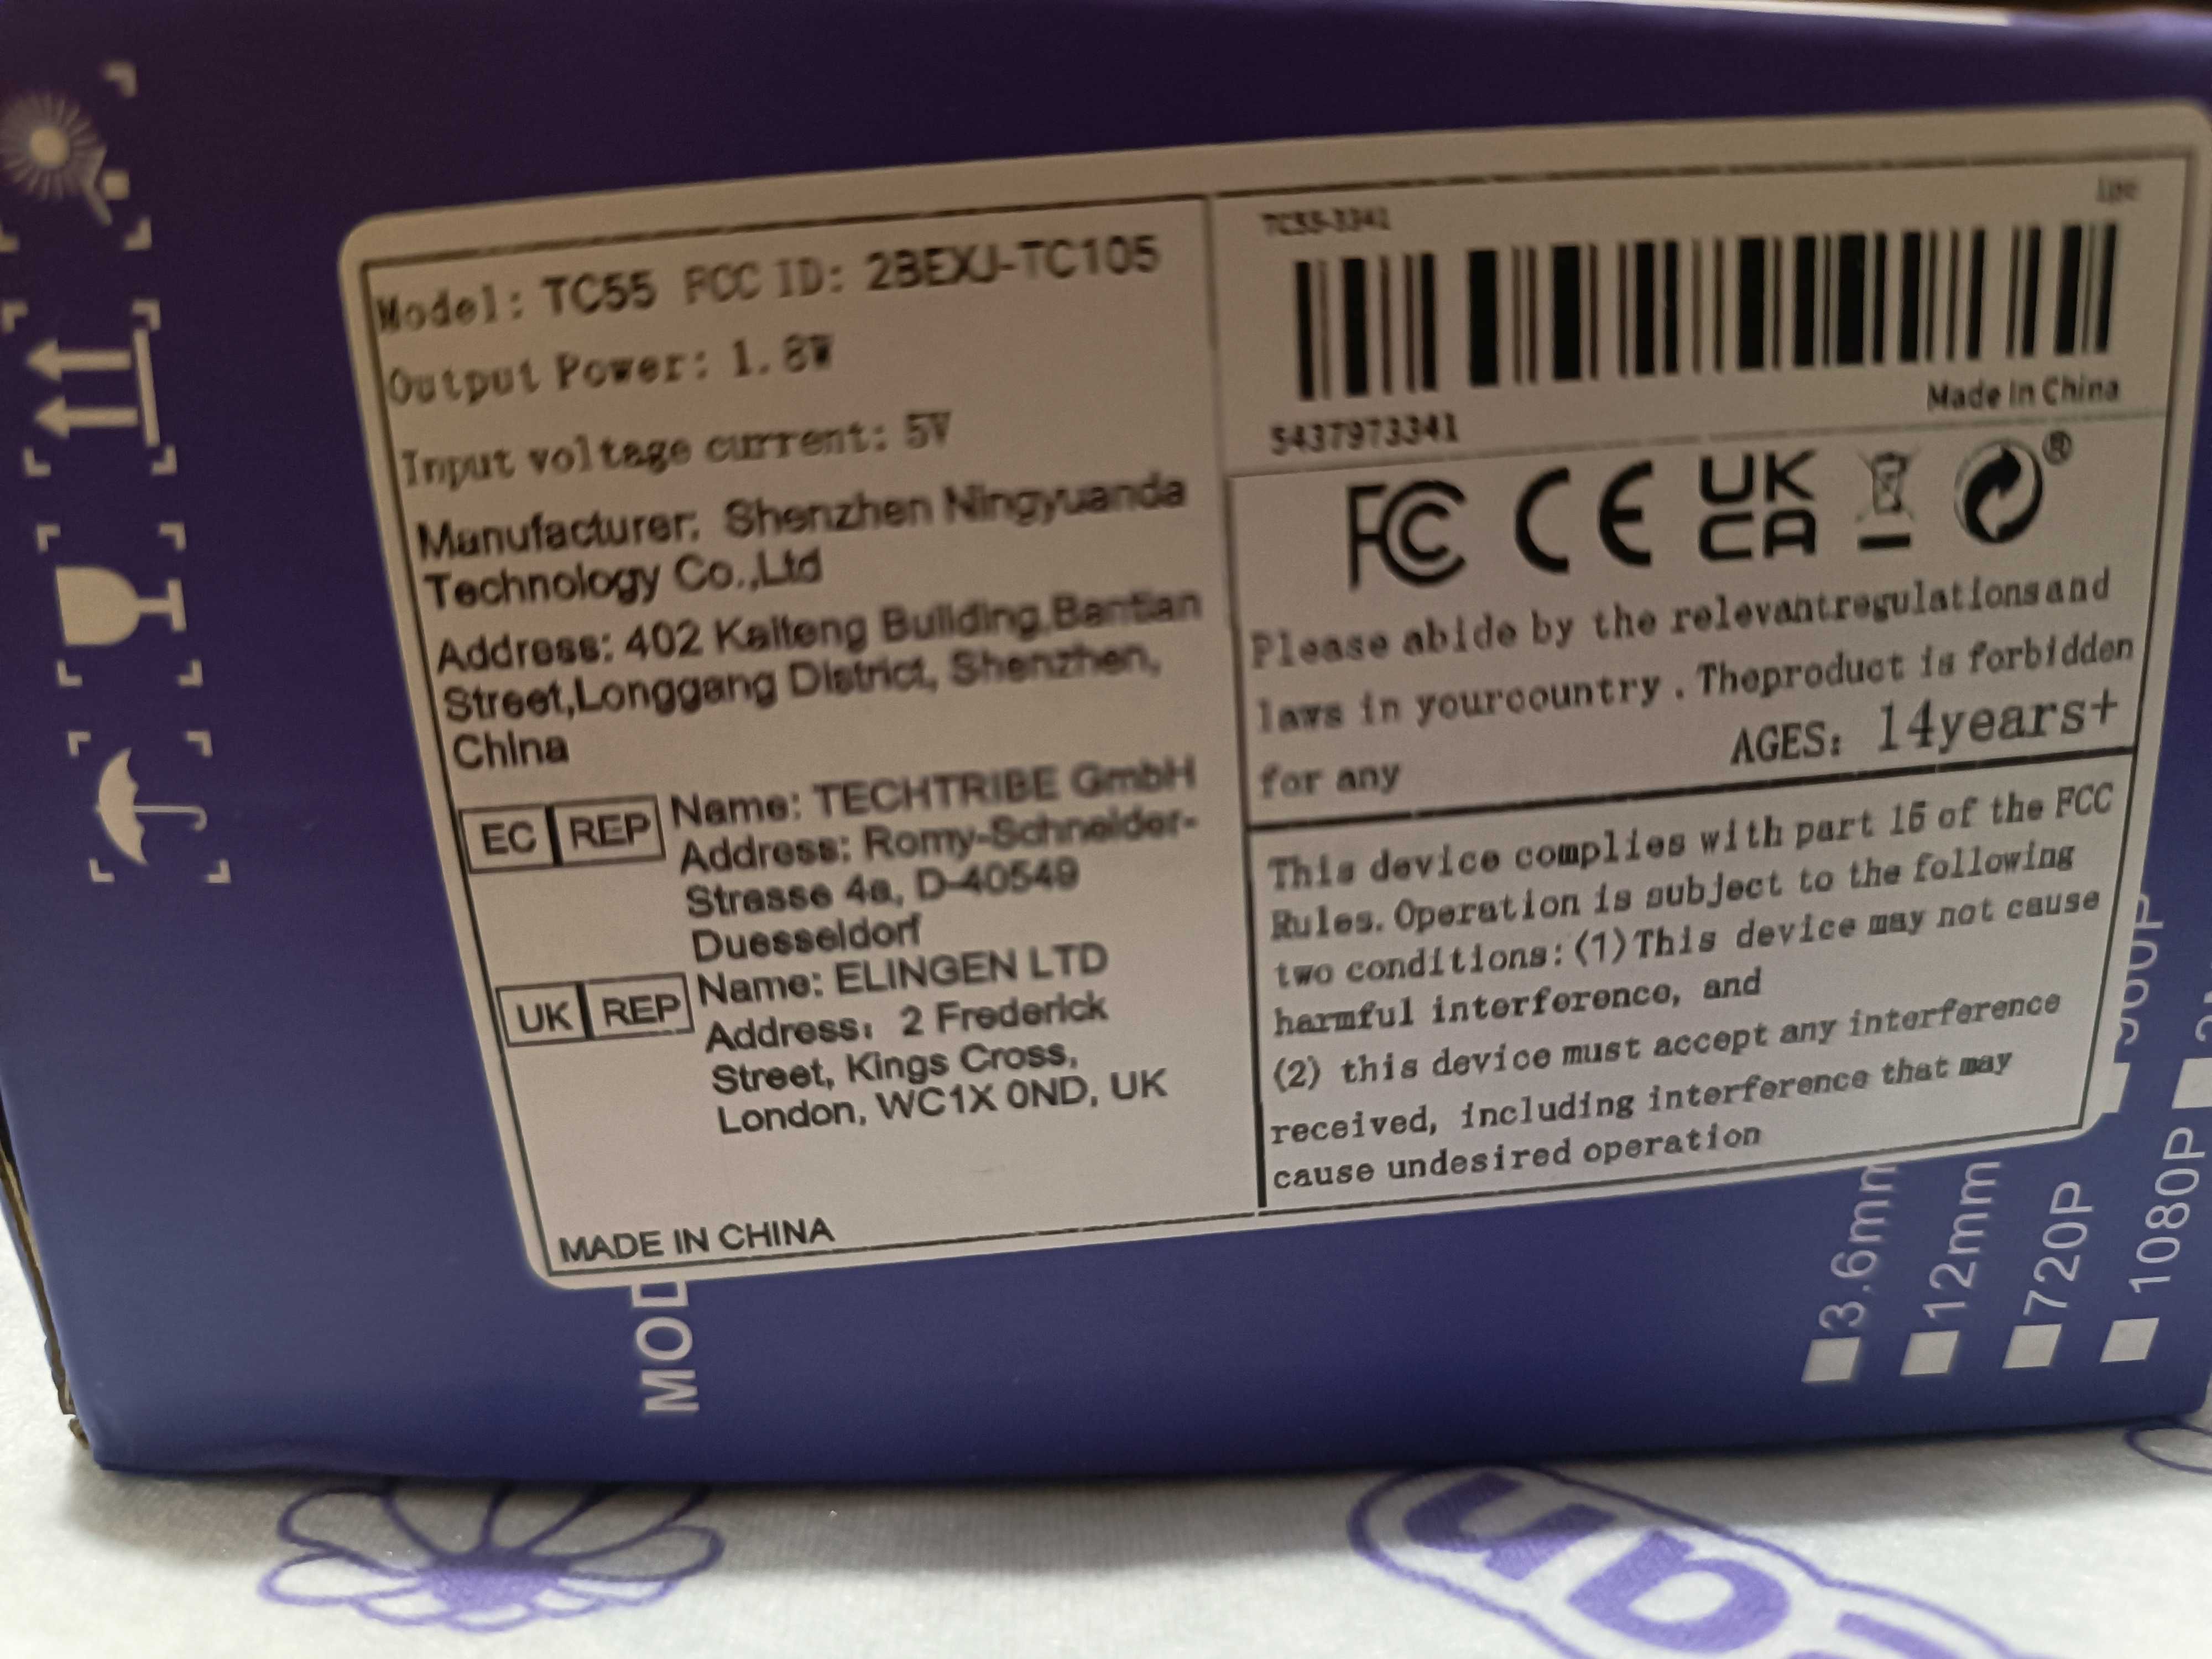 Model: TC55 FCC ID: 2BEXJ-TC105
Output Power: 1.8W
Input voltage current: 5V
Manufacturer: Shenzhen Ningyuanda
Technology Co.,Ltd
Address: 402 Kaifeng Building,Bantian
Street,Longgang District, Shenzhen,
China
EC REP
Name: TECHTRIBE GmbH
Address: Romy-Schneider-
Strasse 4a, D-40549
Duesseldorf
UK REP
Name: ELINGEN LTD
Address: 2 Frederick
Street, Kings Cross,
London, WC1X 0ND, UK
MADE IN CHINA
TC55-3341
1pc
Made In China
5437973341
FC CE UK
CA
®
Please abide by the relevantregulationsand
laws in yourcountry . Theproduct is forbidden
for any
AGES: 14years+
This device complies with part 15 of the FCC
Rules. Operation is subject to the following
two conditions: (1) This device may not cause
harmful interference, and
(2) this device must accept any interference
received, including interference that may
cause undesired operation
MOD
3.6mm
12mm
720P
1080P
900P